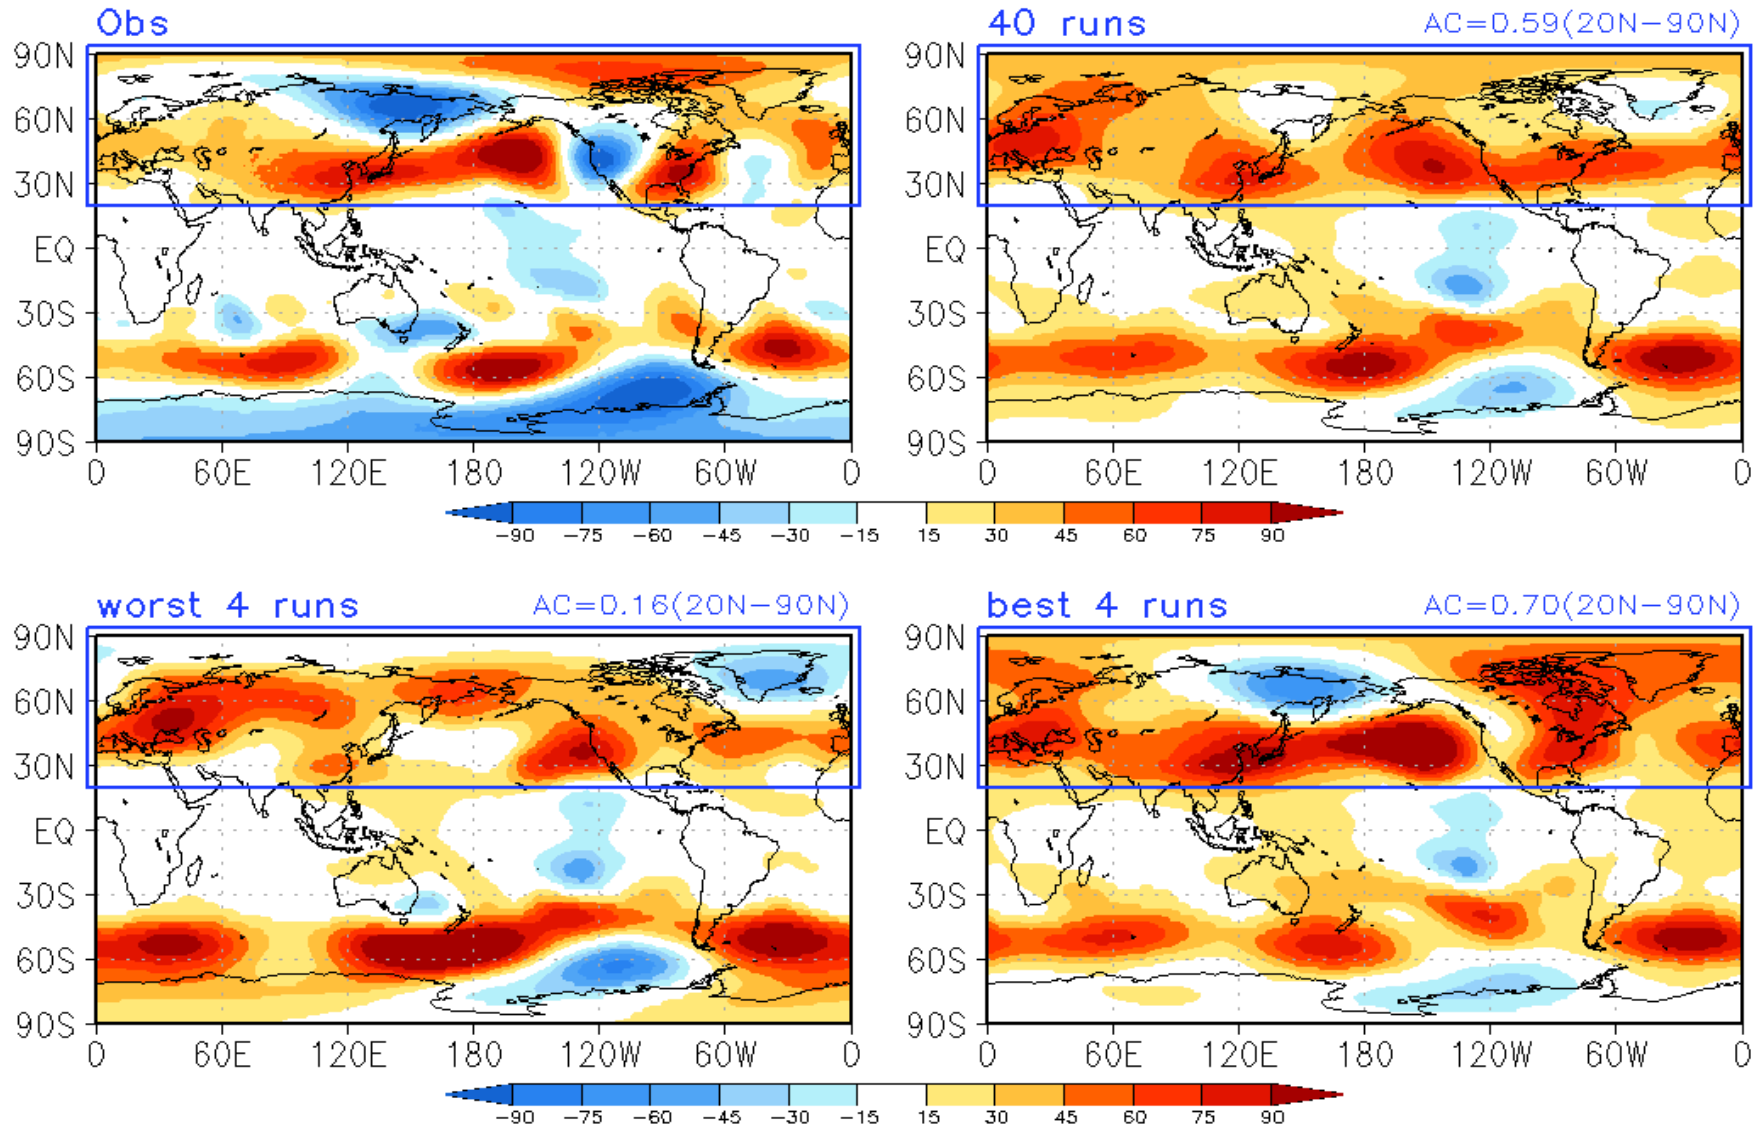 Obs
40 runs AC=0.59(20N−90N)
90N
60N
30N
EQ
30S
60S
90S
0 60E 120E 180 120W 60W 0
90N
60N
30N
EQ
30S
60S
90S
0 60E 120E 180 120W 60W 0
−90 −75 −60 −45 −30 −15 15 30 45 60 75 90
worst 4 runs AC=0.16(20N−90N)
best 4 runs AC=0.70(20N−90N)
90N
60N
30N
EQ
30S
60S
90S
0 60E 120E 180 120W 60W 0
90N
60N
30N
EQ
30S
60S
90S
0 60E 120E 180 120W 60W 0
−90 −75 −60 −45 −30 −15 15 30 45 60 75 90